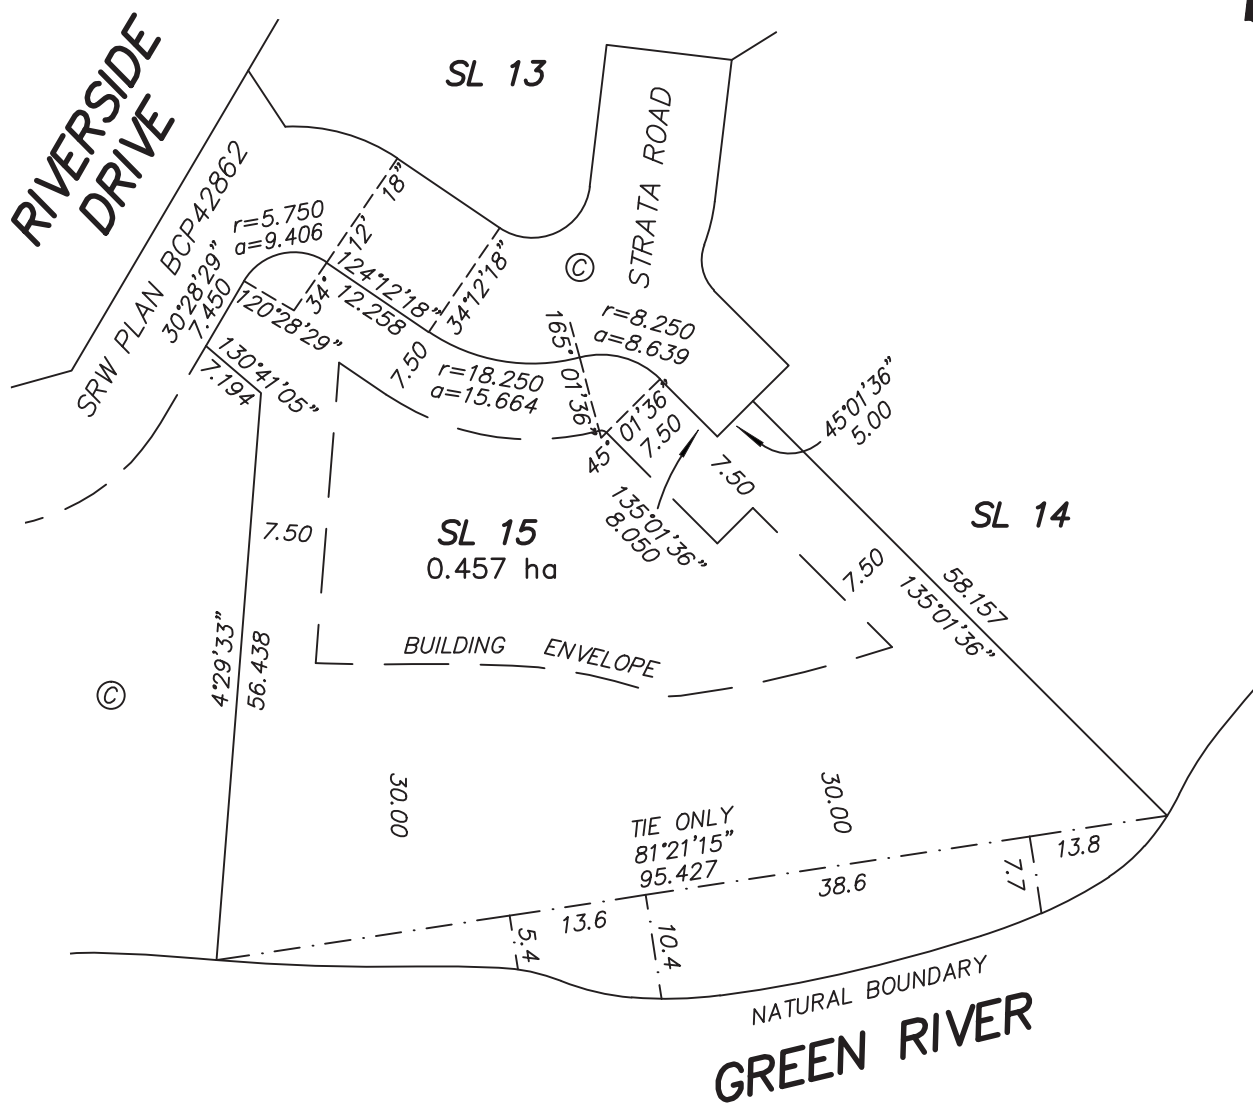 RIVERSIDE
DRIVE
SL 13
STRATA ROAD
SRW PLAN BCP42862
r=5.750
a=9.406
34° 12' 18"
30°28'29"
7.450
120°28'29"
124°12'18"
12.258
34°12'18"
©
r=8.250
a=8.639
165° 01'36"
130°41'05"
7.194
7.50
r=18.250
a=15.664
45° 01'36"
7.50
45°01'36"
5.00
7.50
135°01'36"
8.050
SL 14
7.50
SL 15
0.457 ha
7.50
58.157
135°01'36"
BUILDING ENVELOPE
4°29'33"
56.438
©
30.00
30.00
TIE ONLY
81°21'15"
95.427
13.8
7.7
38.6
13.6
5.4
10.4
NATURAL BOUNDARY
GREEN RIVER